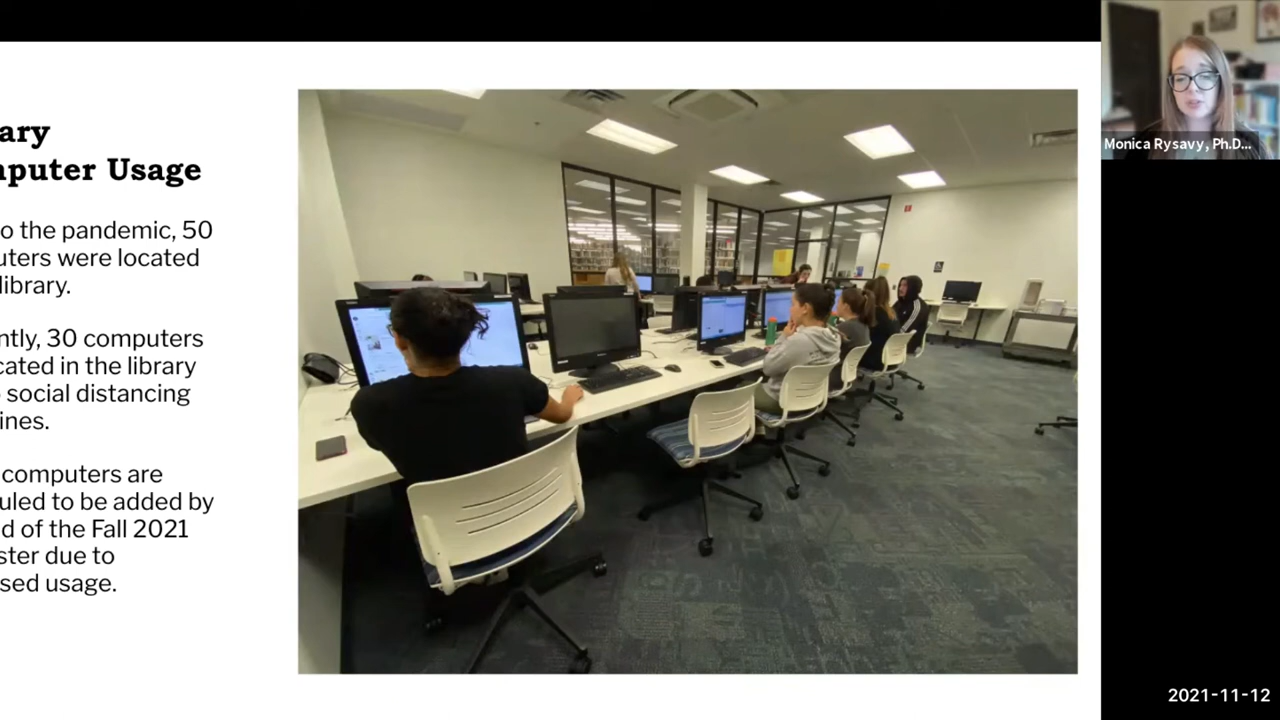 ary
puter Usage
o the pandemic, 50
uters were located
library.
ntly, 30 computers
cated in the library
social distancing
ines.
computers are
uled to be added by
d of the Fall 2021
ster due to
sed usage.
Monica Rysavy, Ph.D...
2021-11-12